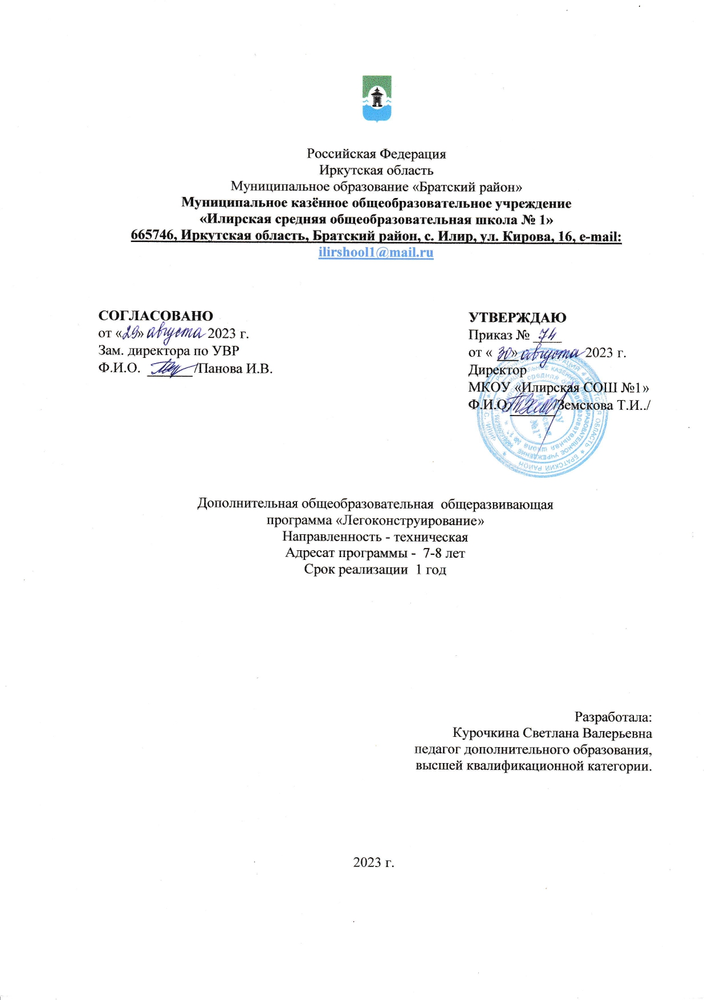 Российская Федерация
Иркутская область
Муниципальное образование «Братский район»
Муниципальное казённое общеобразовательное учреждение
«Илирская средняя общеобразовательная школа № 1»
665746, Иркутская область, Братский район, с. Илир, ул. Кирова, 16, e-mail:
ilirshool1@mail.ru
СОГЛАСОВАНО
от «29» августа 2023 г.
Зам. директора по УВР
Ф.И.О. ______/Панова И.В.
УТВЕРЖДАЮ
Приказ № 74
от « 30» августа 2023 г.
Директор
МКОУ «Илирская СОШ №1»
Ф.И.О ______/Земскова Т.И../
Дополнительная общеобразовательная общеразвивающая
программа «Легоконструирование»
Направленность - техническая
Адресат программы - 7-8 лет
Срок реализации 1 год
Разработала:
Курочкина Светлана Валерьевна
педагог дополнительного образования,
высшей квалификационной категории.
2023 г.